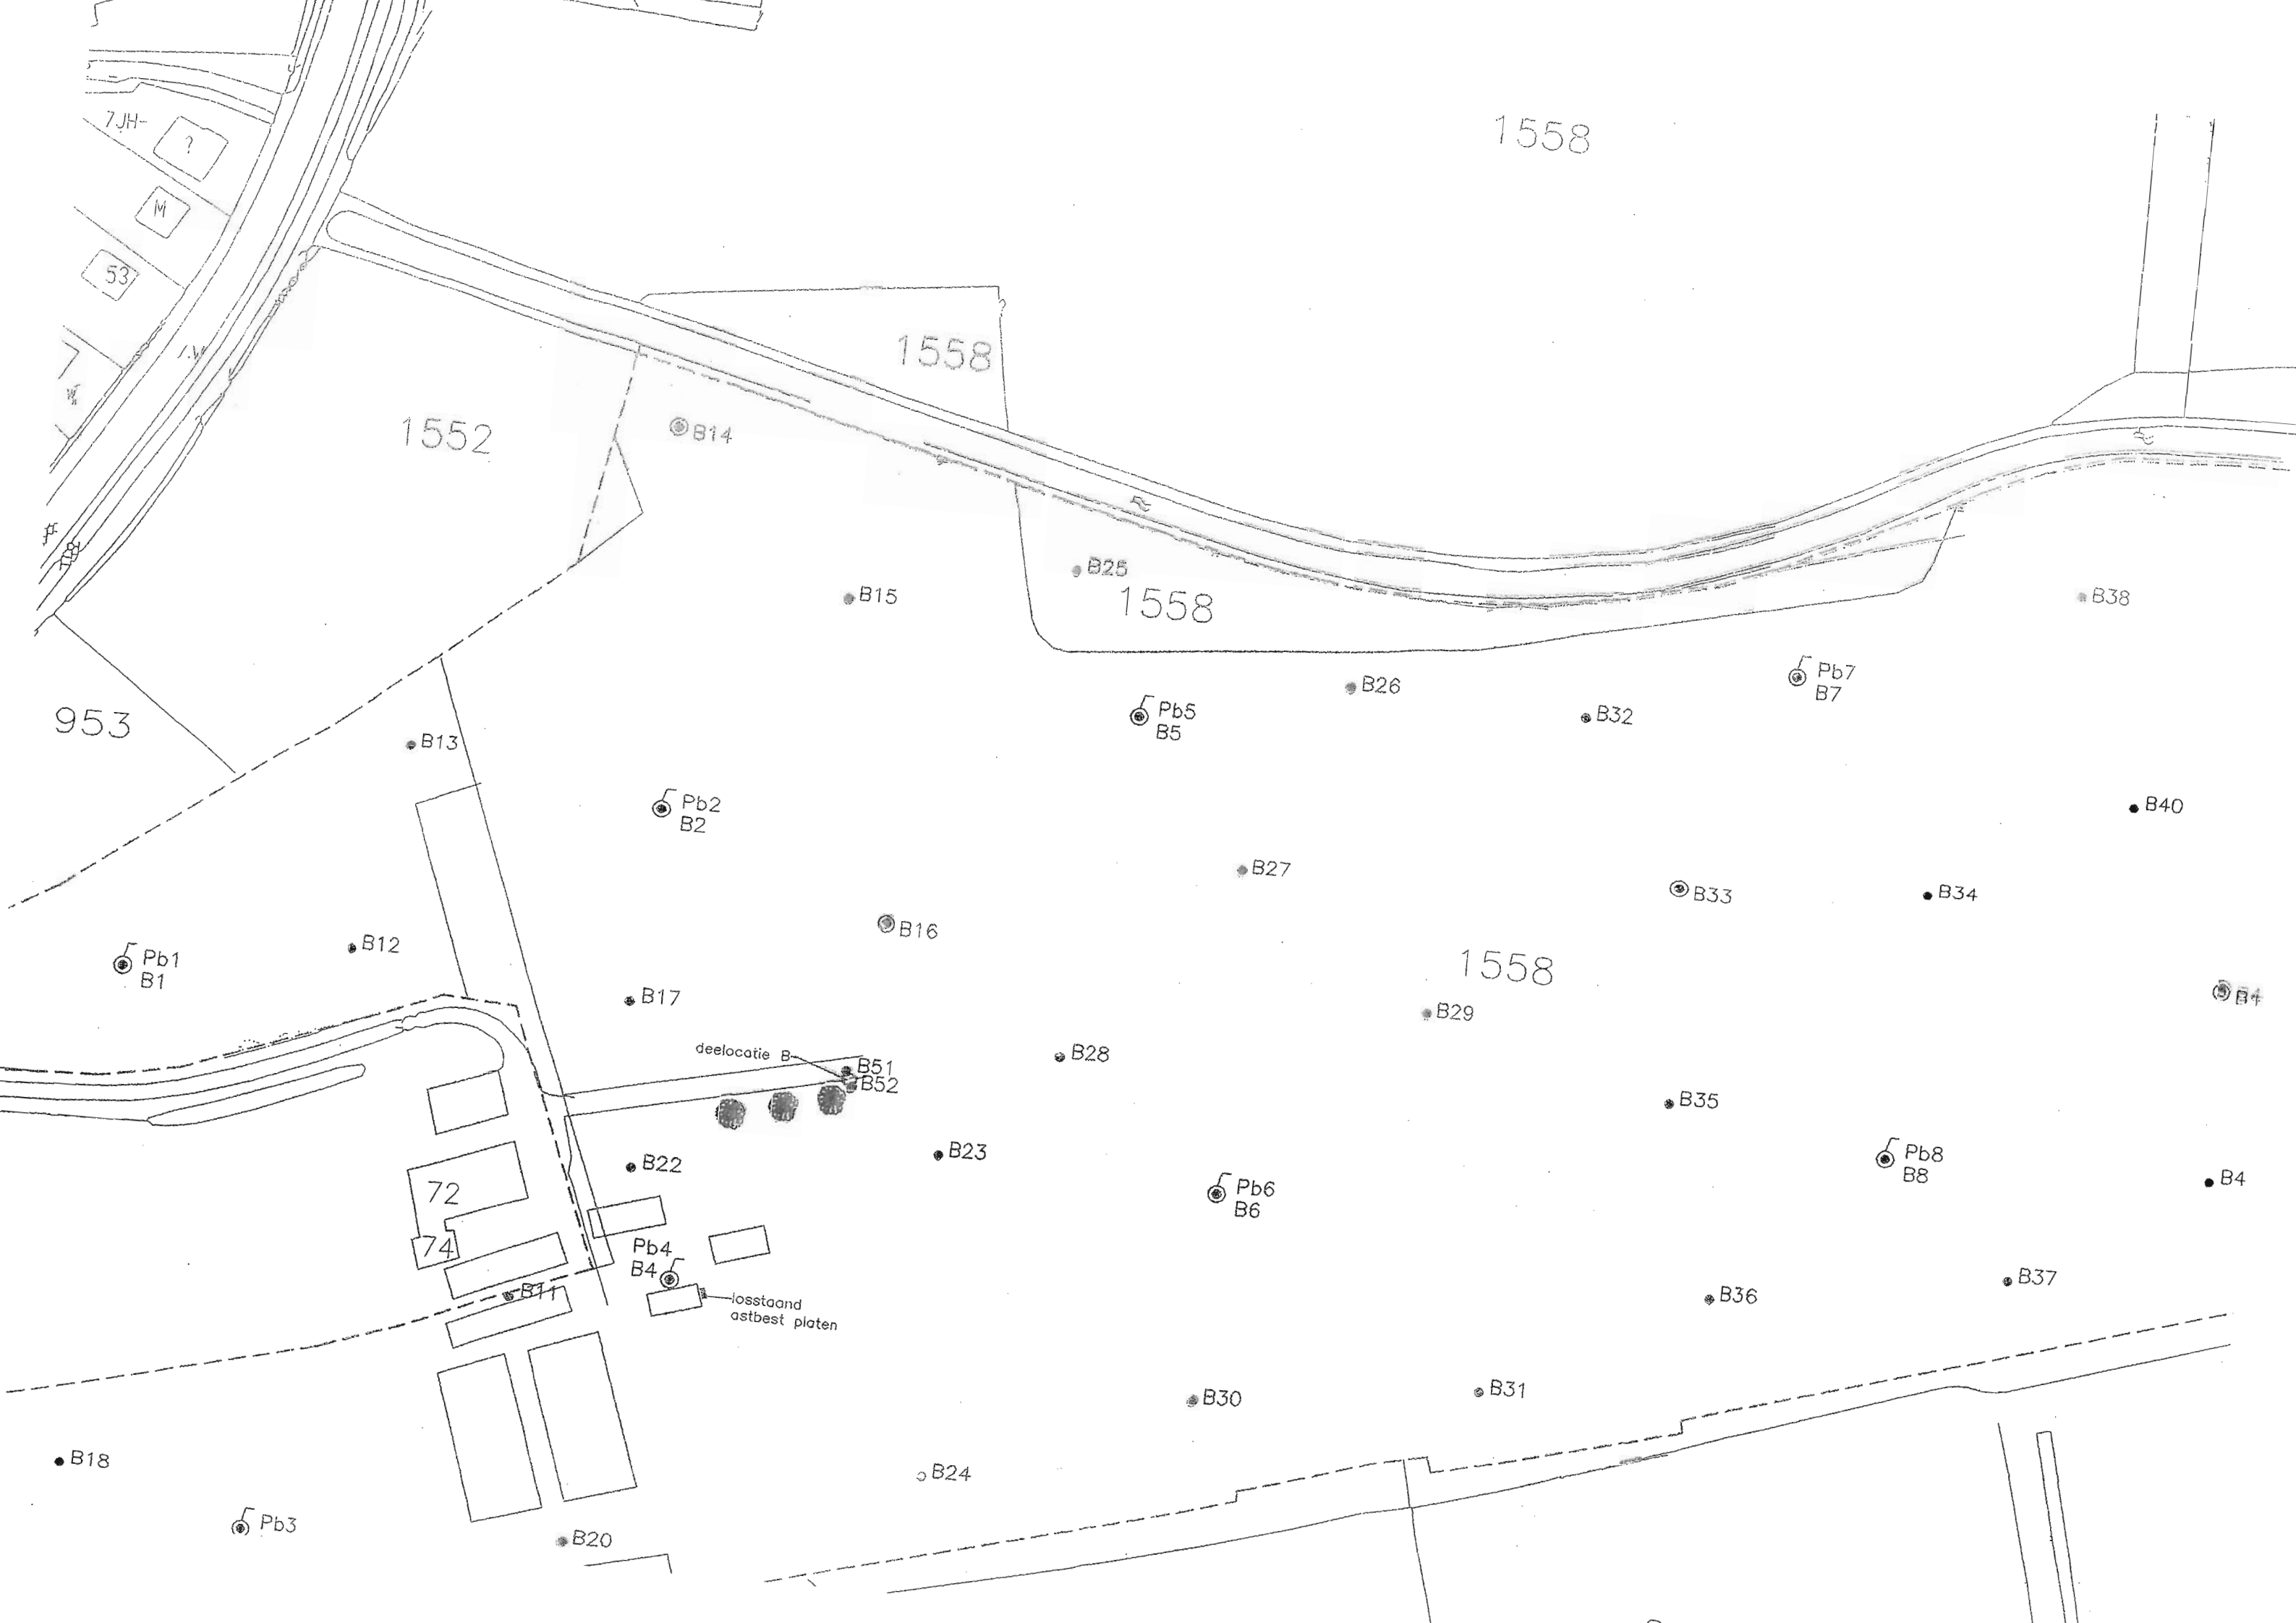 7JH-
?
M
53
1558
1558
1552
B14
B25
1558
B15
B38
Pb7
B7
B26
Pb5
B5
B32
953
B13
Pb2
B2
B40
B27
B33
B34
B16
1558
B12
Pb1
B1
B17
B29
B4
deelocatie B
B51
B52
B28
B35
B23
B22
Pb8
B8
B4
72
Pb6
B6
74
Pb4
B4
B11
losstaand
astbest platen
B37
B36
B30
B31
B18
B24
Pb3
B20